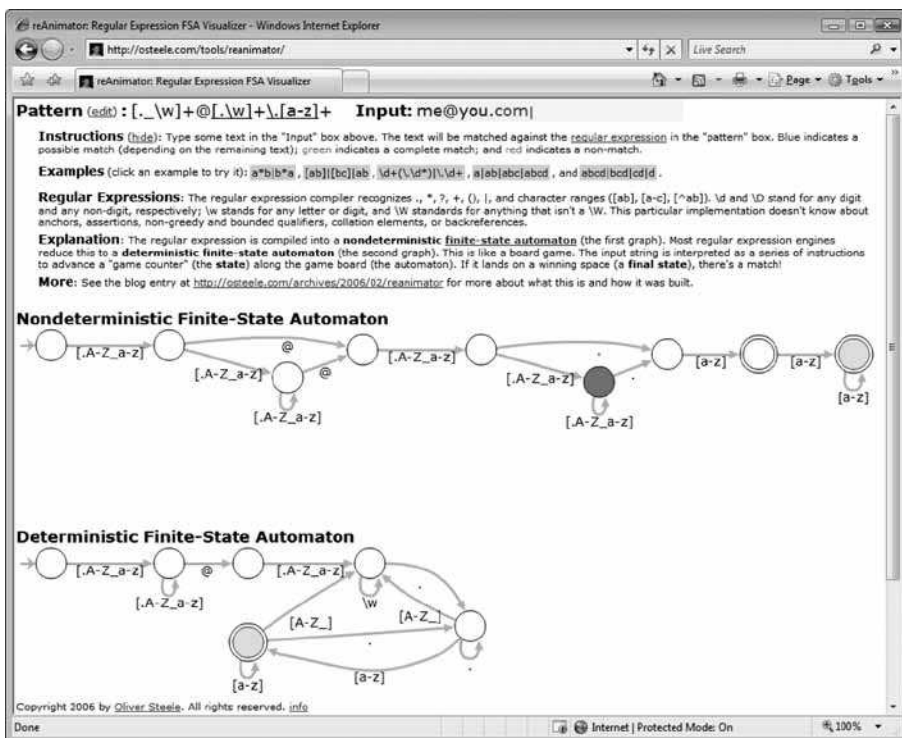 reAnimator: Regular Expression FSA Visualizer - Windows Internet Explorer
http://osteele.com/tools/reanimator/
Live Search
reAnimator: Regular Expression FSA Visualizer
Page
Tools
Pattern (edit) : [._\w]+@[.\w]+\.[a-z]+ Input: me@you.com
Instructions (hide): Type some text in the "Input" box above. The text will be matched against the regular expression in the "pattern" box. Blue indicates a
possible match (depending on the remaining text); green indicates a complete match; and red indicates a non-match.
Examples (click an example to try it): a*b|b*a , [ab]|[bc]|ab , \d+(\.\d*)|\.\d+ , a|ab|abc|abcd , and abcd|bcd|cd|d .
Regular Expressions: The regular expression compiler recognizes ., *, ?, +, (), |, and character ranges ([ab], [a-c], [^ab]). \d and \D stand for any digit
and any non-digit, respectively; \w stands for any letter or digit, and \W standards for anything that isn't a \W. This particular implementation doesn't know about
anchors, assertions, non-greedy and bounded qualifiers, collation elements, or backreferences.
Explanation: The regular expression is compiled into a nondeterministic finite-state automaton (the first graph). Most regular expression engines
reduce this to a deterministic finite-state automaton (the second graph). This is like a board game. The input string is interpreted as a series of instructions
to advance a "game counter" (the state) along the game board (the automaton). If it lands on a winning space (a final state), there's a match!
More: See the blog entry at http://osteele.com/archives/2006/02/reanimator for more about what this is and how it was built.
Nondeterministic Finite-State Automaton
[.A-Z_a-z] @ [.A-Z_a-z] . [a-z] [a-z]
[.A-Z_a-z] @ [.A-Z_a-z] .
[.A-Z_a-z] [.A-Z_a-z] [a-z]
Deterministic Finite-State Automaton
[.A-Z_a-z] @ [.A-Z_a-z] .
[.A-Z_a-z] \w
[A-Z_] [A-Z_]
. .
[a-z] [a-z]
Copyright 2006 by Oliver Steele. All rights reserved. info
Done Internet | Protected Mode: On 100%